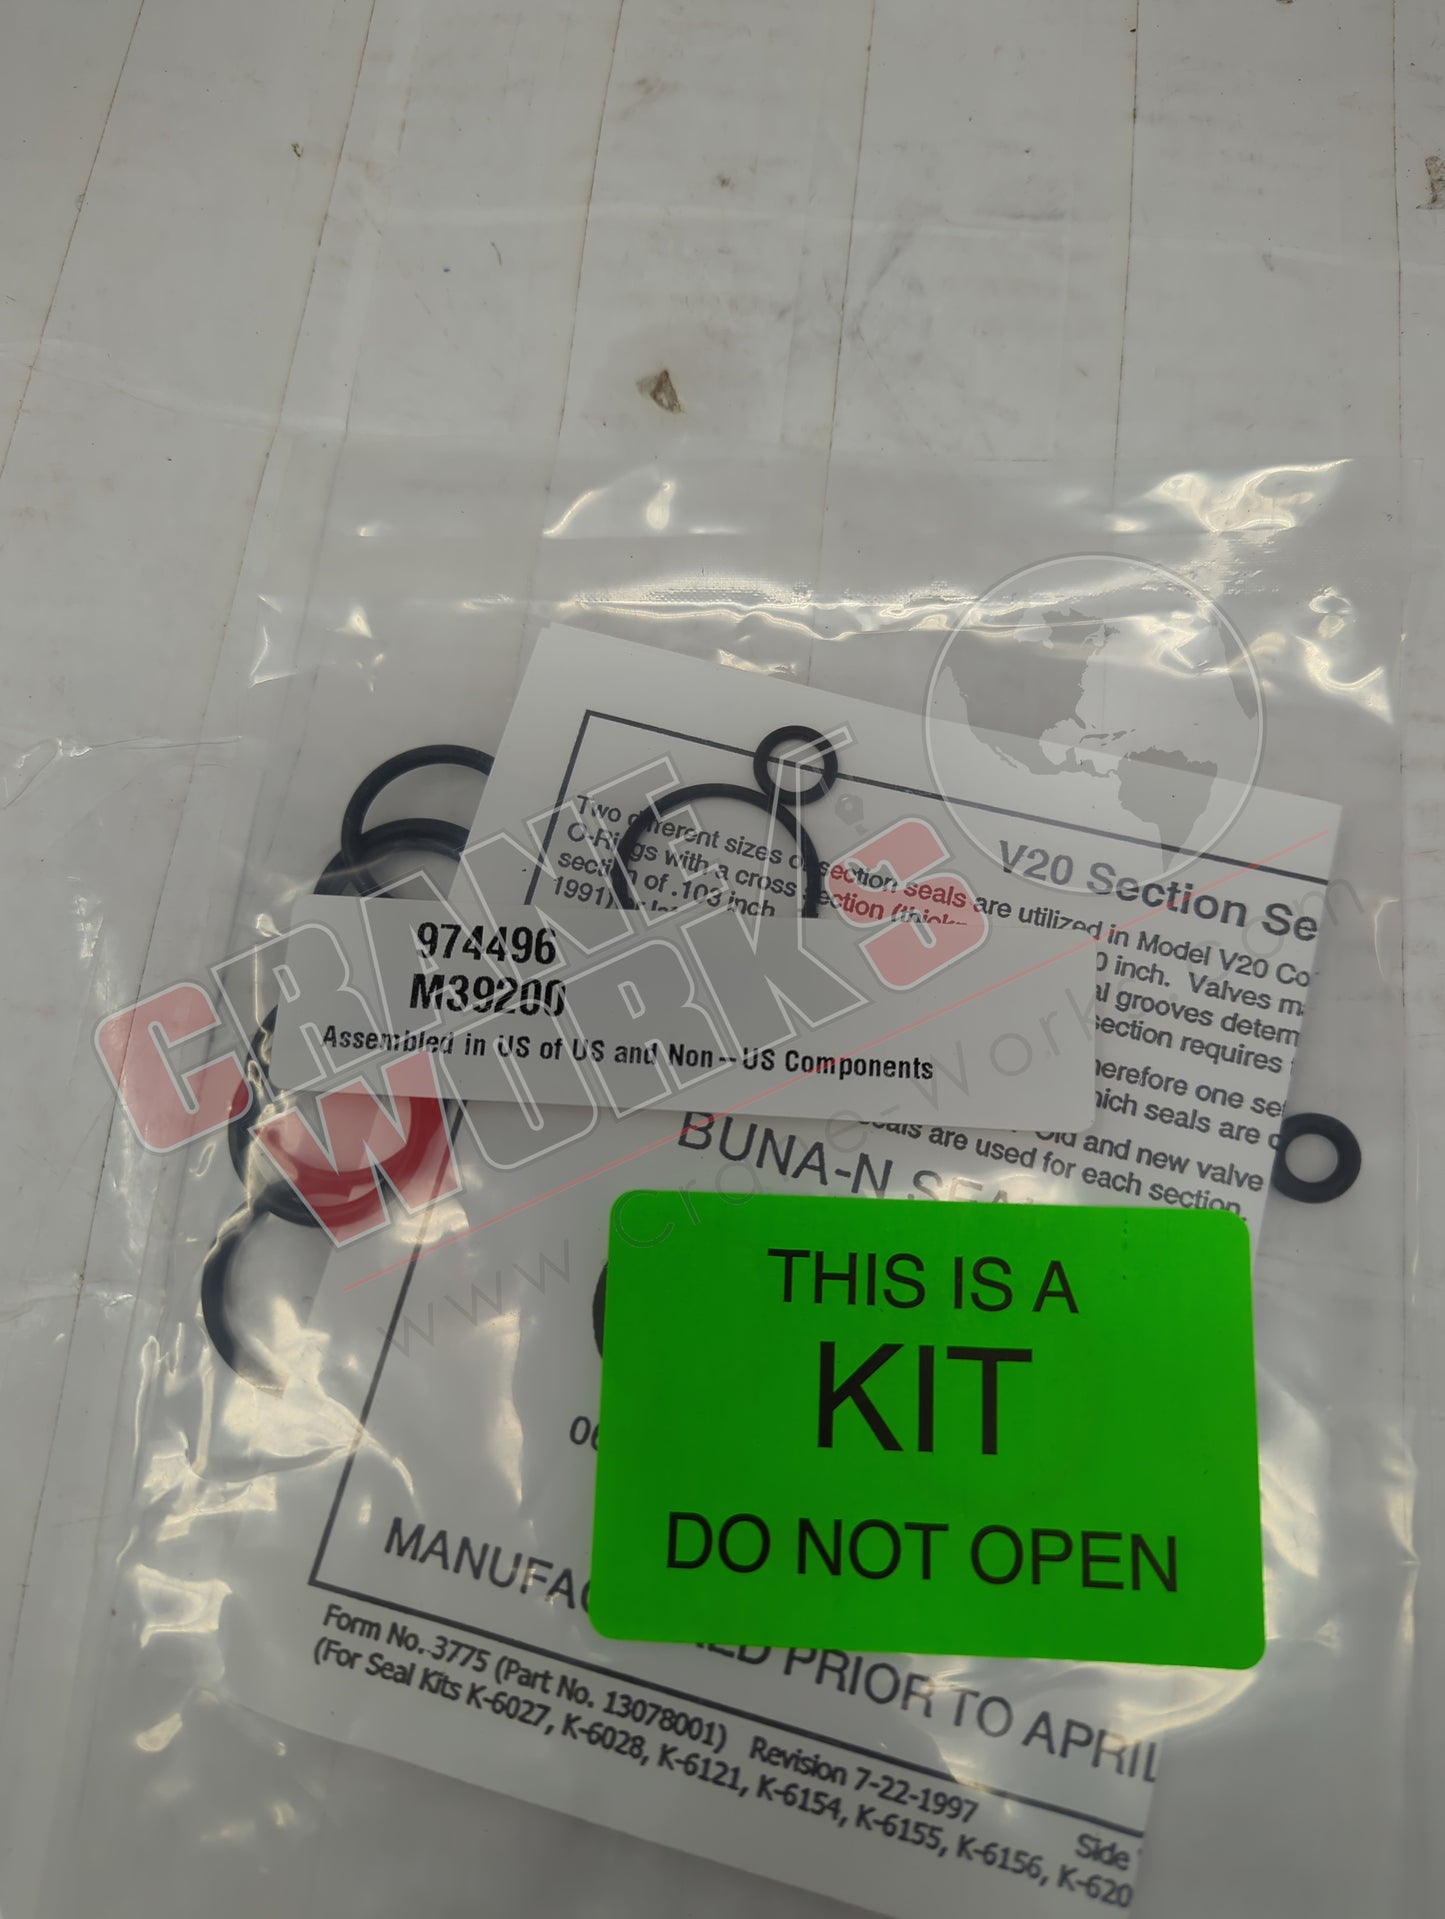 V20 Section Se
Two different sizes of section seals are utilized in Model V20 Co
O-Rings with a cross section (thick 0 inch. Valves m
section of .103 inch al grooves determ
1991) section requires
herefore one se
hich seals are
Old and new valve
seals are used for each section.
974496
M39200
Assembled in US of US and Non-US Components
CRANE
WORKS
www.crane-works.com
BUNA-N SEA
THIS IS A
KIT
DO NOT OPEN
06
MANUFAC ED PRIOR TO APRIL
Form No. 3775 (Part No. 13078001) Revision 7-22-1997
Side
(For Seal Kits K-6027, K-6028, K-6121, K-6154, K-6155, K-6156, K-620